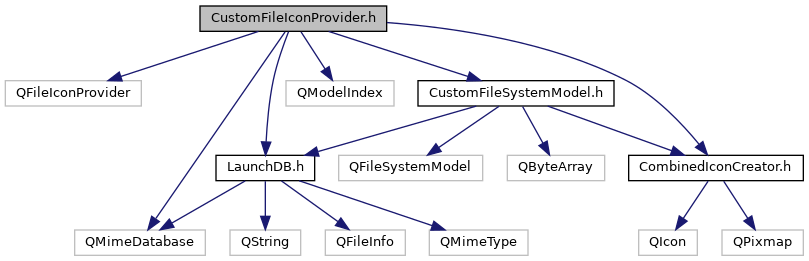 CustomFileIconProvider.h
QFileIconProvider
QModelIndex
CustomFileSystemModel.h
LaunchDB.h
QFileSystemModel
QByteArray
CombinedIconCreator.h
QMimeDatabase
QString
QFileInfo
QMimeType
QIcon
QPixmap